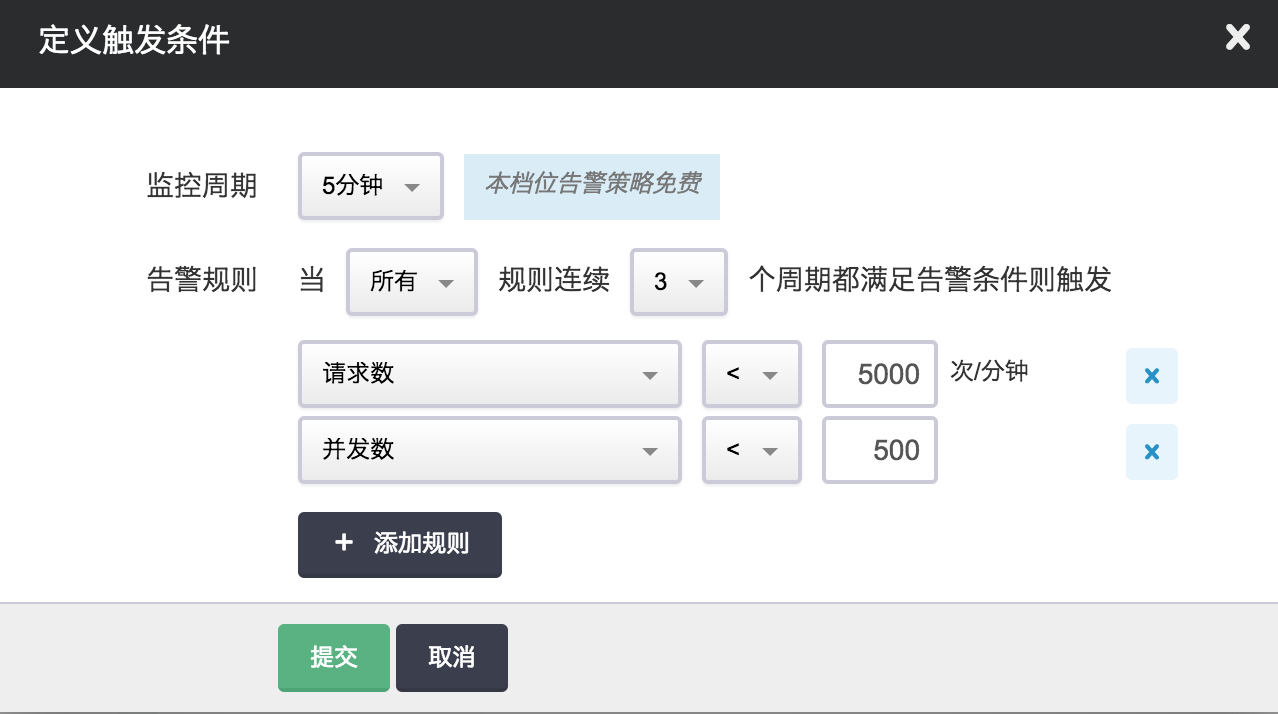 定义触发条件
监控周期 5分钟 本档位告警策略免费
告警规则 当 所有 规则连续 3 个周期都满足告警条件则触发
请求数 < 5000 次/分钟
并发数 < 500
+ 添加规则
提交 取消